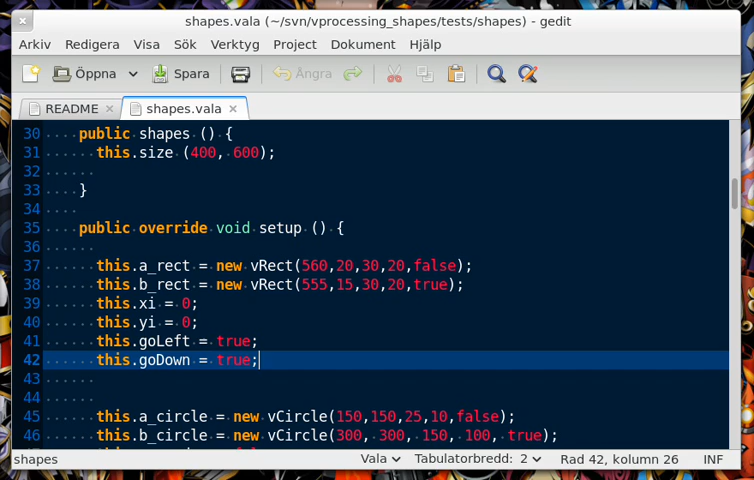 shapes.vala (~/svn/vprocessing_shapes/tests/shapes) - gedit
Arkiv Redigera Visa Sök Verktyg Project Dokument Hjälp
Öppna Spara Ångra
README shapes.vala
30 public shapes () {
31 this.size (400, 600);
32
33 }
34
35 public override void setup () {
36
37 this.a_rect = new vRect(560,20,30,20,false);
38 this.b_rect = new vRect(555,15,30,20,true);
39 this.xi = 0;
40 this.yi = 0;
41 this.goLeft = true;
42 this.goDown = true;
43
44
45 this.a_circle = new vCircle(150,150,25,10,false);
46 this.b_circle = new vCircle(300, 300, 150, 100, true);
shapes Vala Tabulatorbredd: 2 Rad 42, kolumn 26 INF